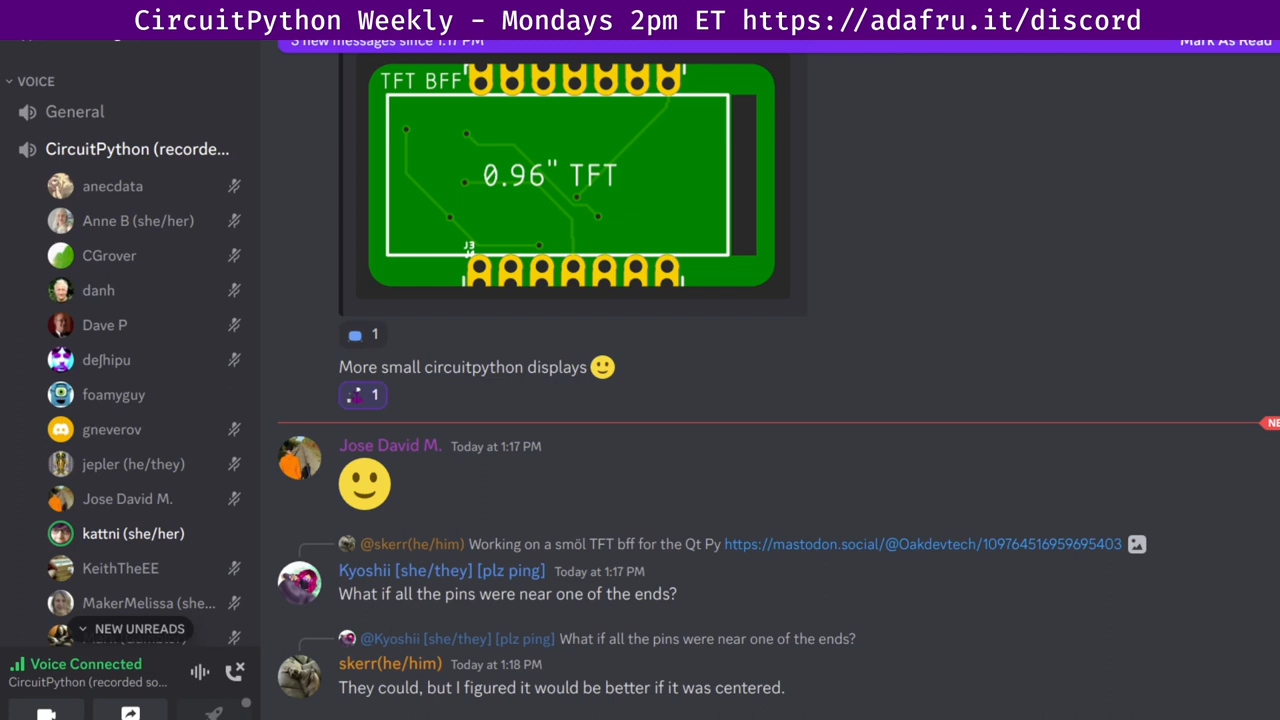 CircuitPython Weekly - Mondays 2pm ET https://adafru.it/discord
3 new messages since 1:17 PM
Mark As Read
VOICE
General
CircuitPython (recorde...
anecdata
Anne B (she/her)
CGrover
danh
Dave P
deʃhipu
foamyguy
gneverov
jepler (he/they)
Jose David M.
kattni (she/her)
KeithTheEE
MakerMelissa (she...
NEW UNREADS
Voice Connected
CircuitPython (recorded so...
TFT BFF
0.96" TFT
J3
1
More small circuitpython displays
1
NE
Jose David M. Today at 1:17 PM
@skerr(he/him) Working on a smōl TFT bff for the Qt Py https://mastodon.social/@Oakdevtech/109764516959695403
Kyoshii [she/they] [plz ping] Today at 1:17 PM
What if all the pins were near one of the ends?
@Kyoshii [she/they] [plz ping] What if all the pins were near one of the ends?
skerr(he/him) Today at 1:18 PM
They could, but I figured it would be better if it was centered.